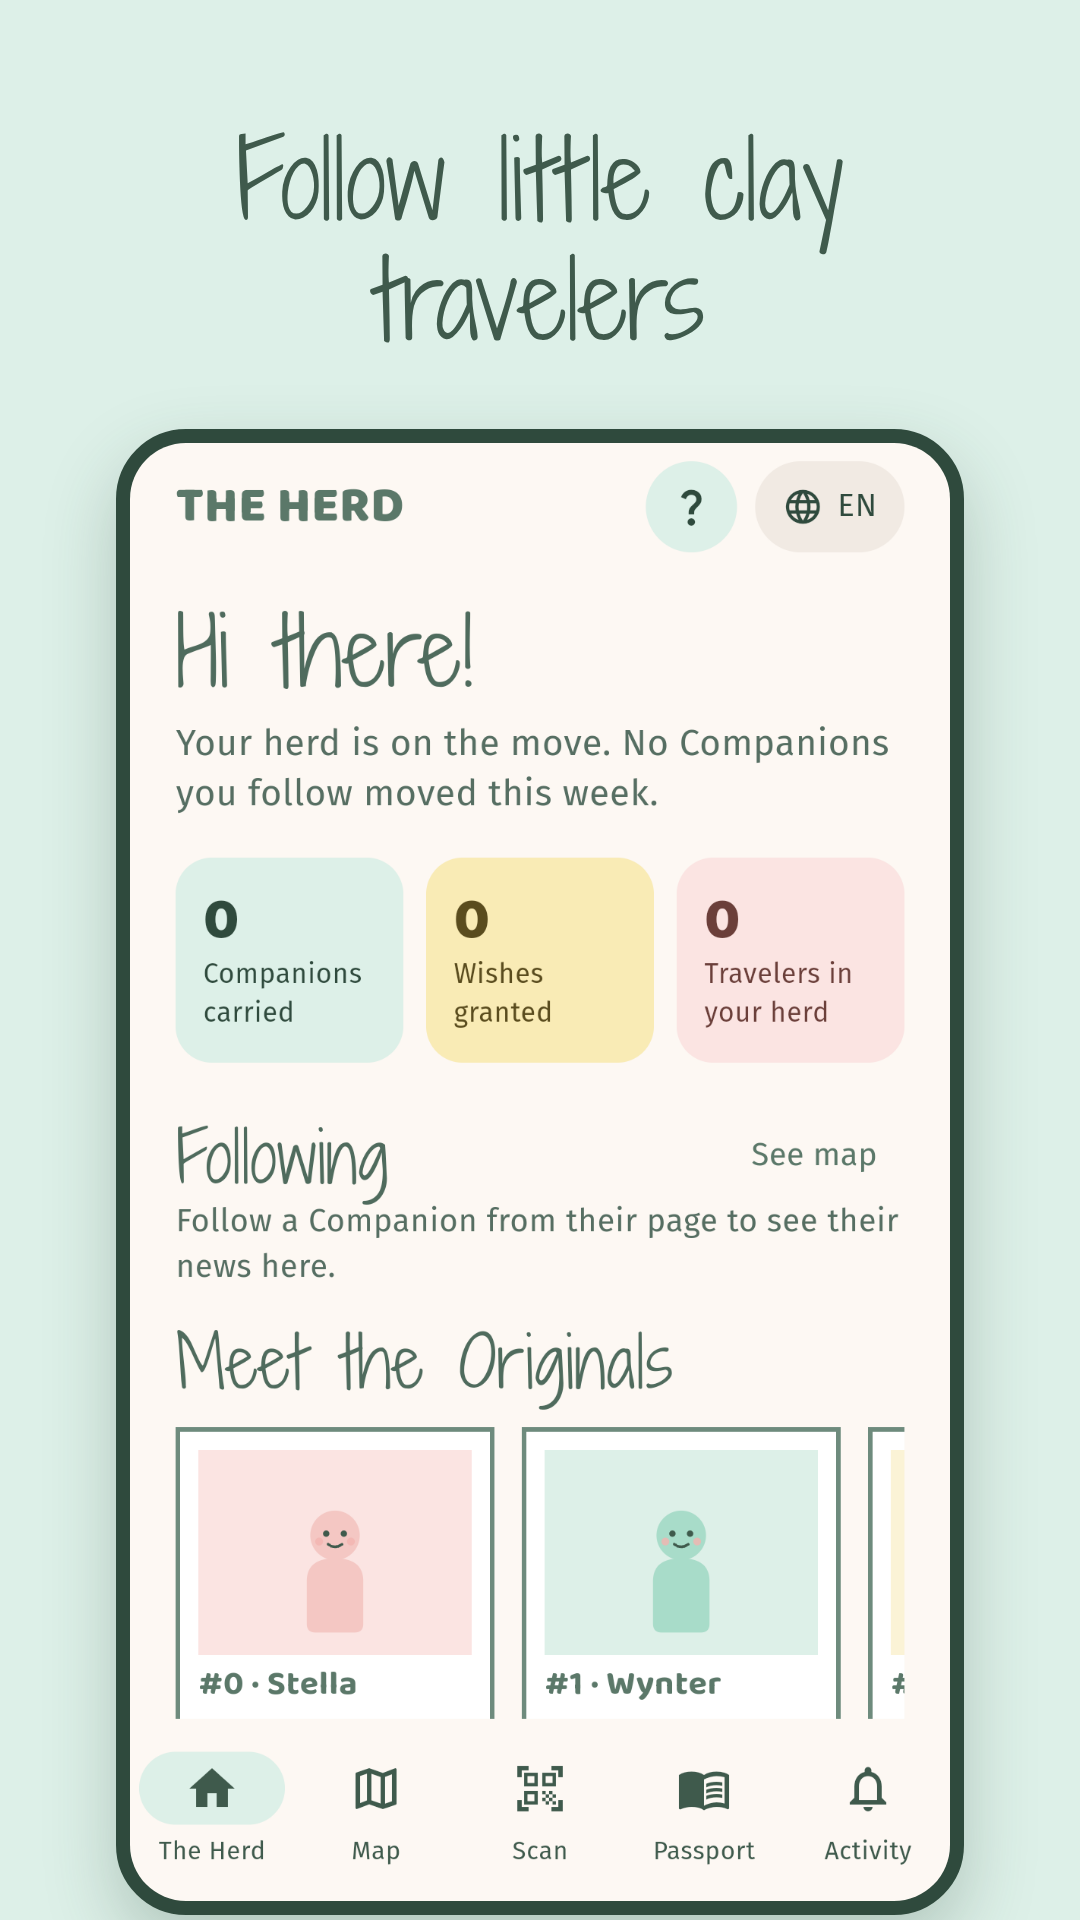 Follow little clay
travelers
THE HERD
?
EN
Hi there!
Your herd is on the move. No Companions
you follow moved this week.
0
Companions
carried
0
Wishes
granted
0
Travelers in
your herd
Following
See map
Follow a Companion from their page to see their
news here.
Meet the Originals
#0 · Stella
#1 · Wynter
#
The Herd
Map
Scan
Passport
Activity